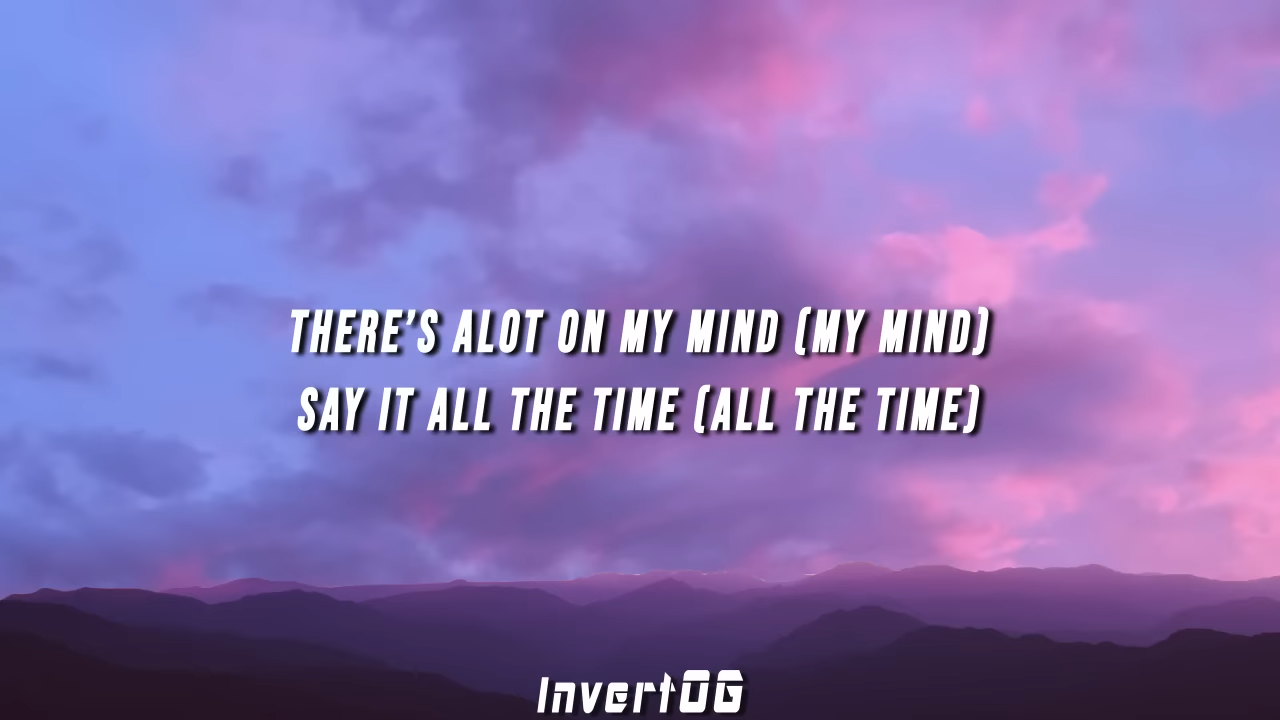 THERE'S ALOT ON MY MIND (MY MIND)
SAY IT ALL THE TIME (ALL THE TIME)
InvertOG